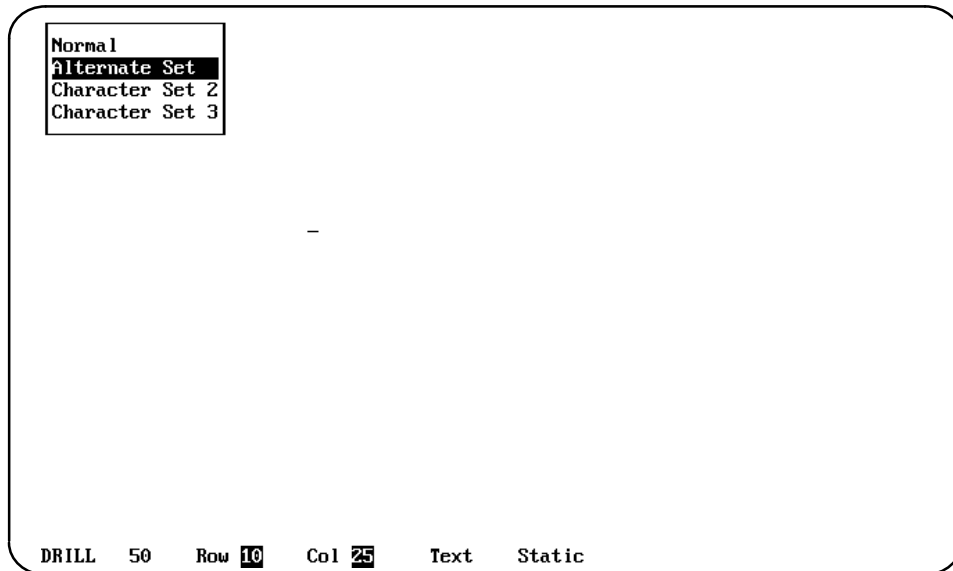 Normal
Alternate Set
Character Set 2
Character Set 3
DRILL 50 Row 10 Col 25 Text Static